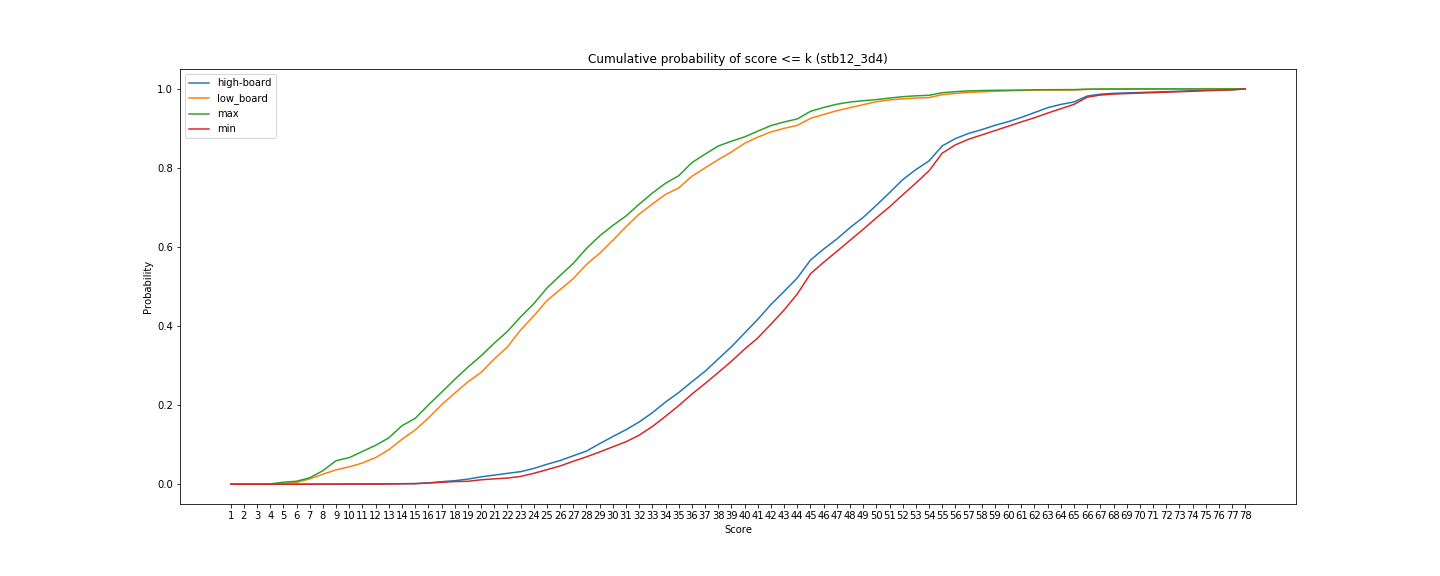 Cumulative probability of score <= k (stb12_3d4)
high-board
low_board
max
min
1.0
0.8
0.6
0.4
0.2
0.0
Probability
1 2 3 4 5 6 7 8 9 10 11 12 13 14 15 16 17 18 19 20 21 22 23 24 25 26 27 28 29 30 31 32 33 34 35 36 37 38 39 40 41 42 43 44 45 46 47 48 49 50 51 52 53 54 55 56 57 58 59 60 61 62 63 64 65 66 67 68 69 70 71 72 73 74 75 76 77 78
Score